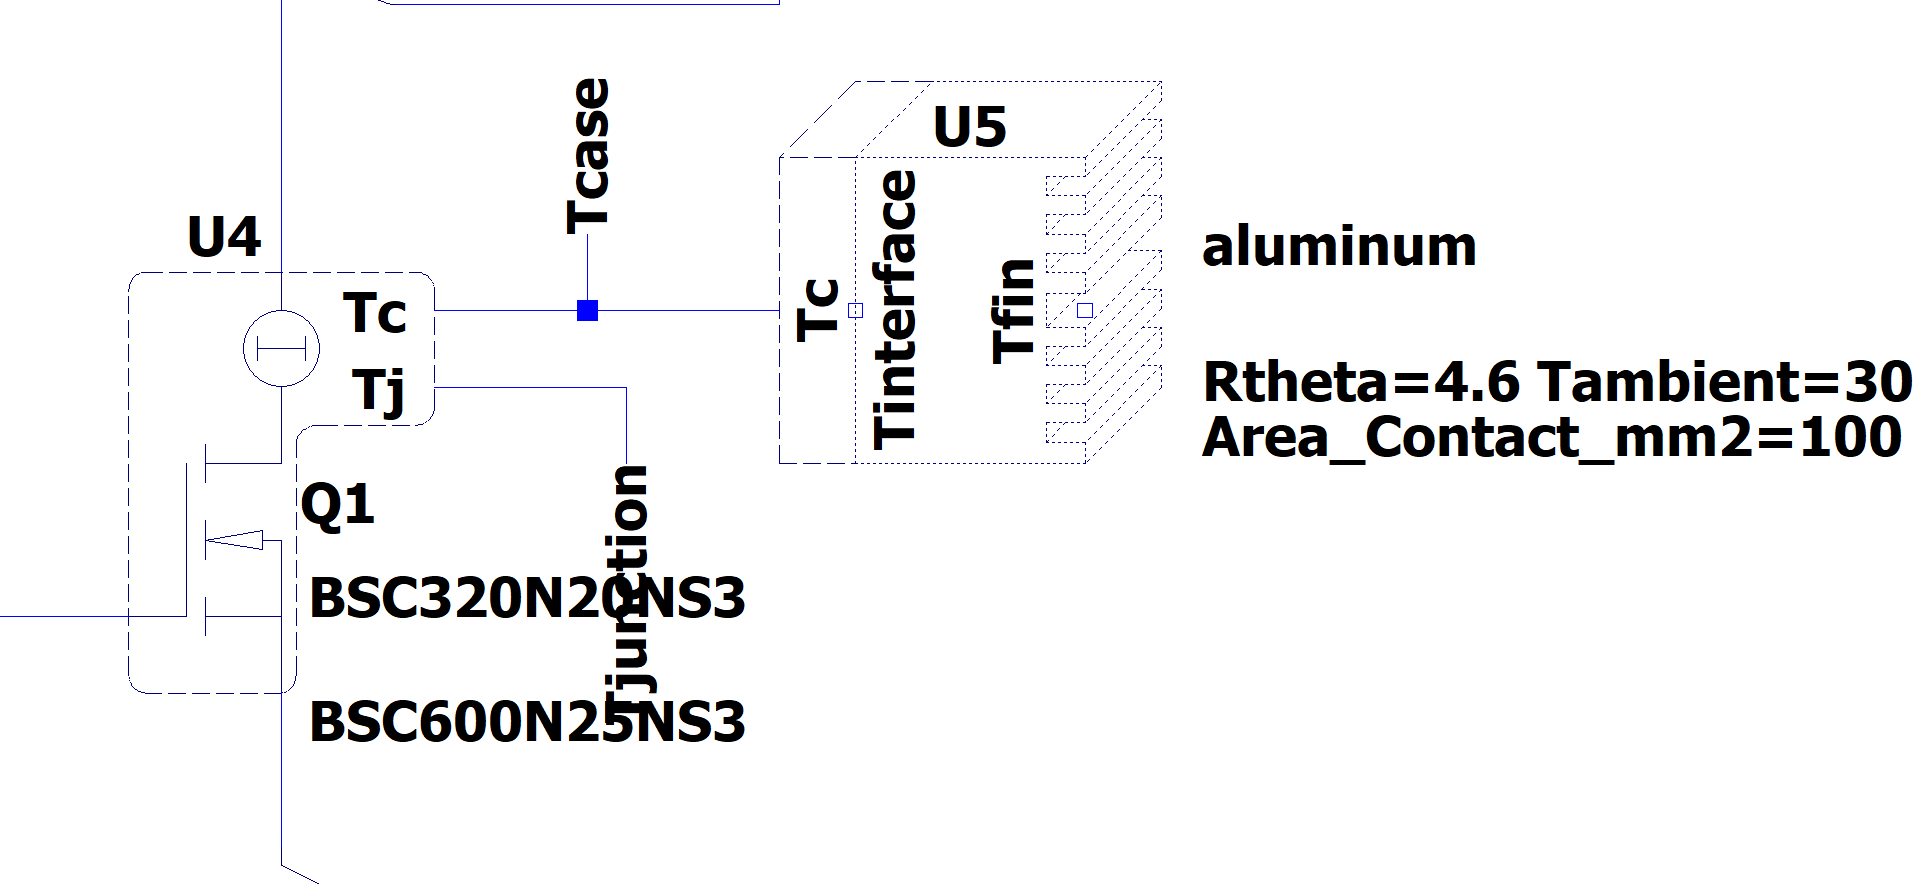 Tcase
U5
U4
Tc
Tj
Tc
Tinterface
Tfin
aluminum
Rtheta=4.6 Tambient=30
Area_Contact_mm2=100
Q1
Tjunction
BSC320N20NS3
BSC600N25NS3